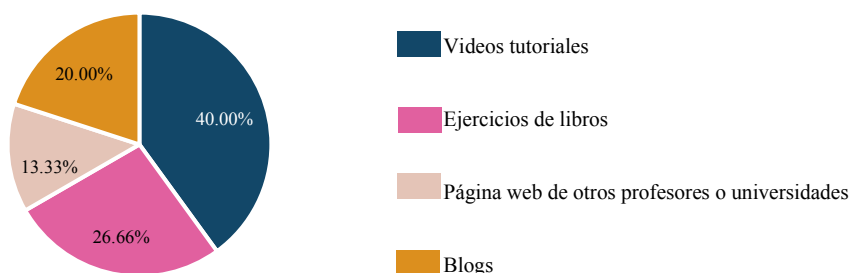 20.00%
40.00%
13.33%
26.66%
Videos tutoriales
Ejercicios de libros
Página web de otros profesores o universidades
Blogs